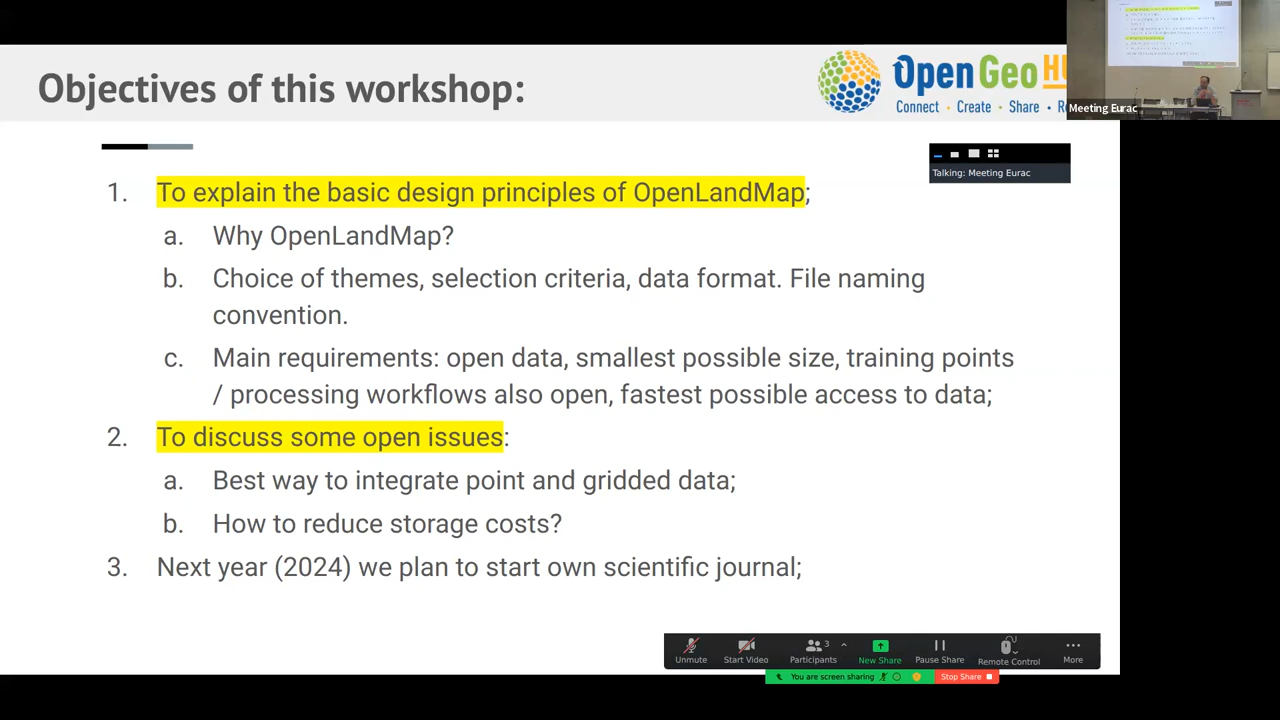 Objectives of this workshop:
Open Geo HU
Connect • Create • Share • R
Meeting Eurac
Talking: Meeting Eurac
1. To explain the basic design principles of OpenLandMap;
a. Why OpenLandMap?
b. Choice of themes, selection criteria, data format. File naming
convention.
c. Main requirements: open data, smallest possible size, training points
/ processing workflows also open, fastest possible access to data;
2. To discuss some open issues:
a. Best way to integrate point and gridded data;
b. How to reduce storage costs?
3. Next year (2024) we plan to start own scientific journal;
3
Unmute Start Video Participants New Share Pause Share Remote Control More
You are screen sharing Stop Share